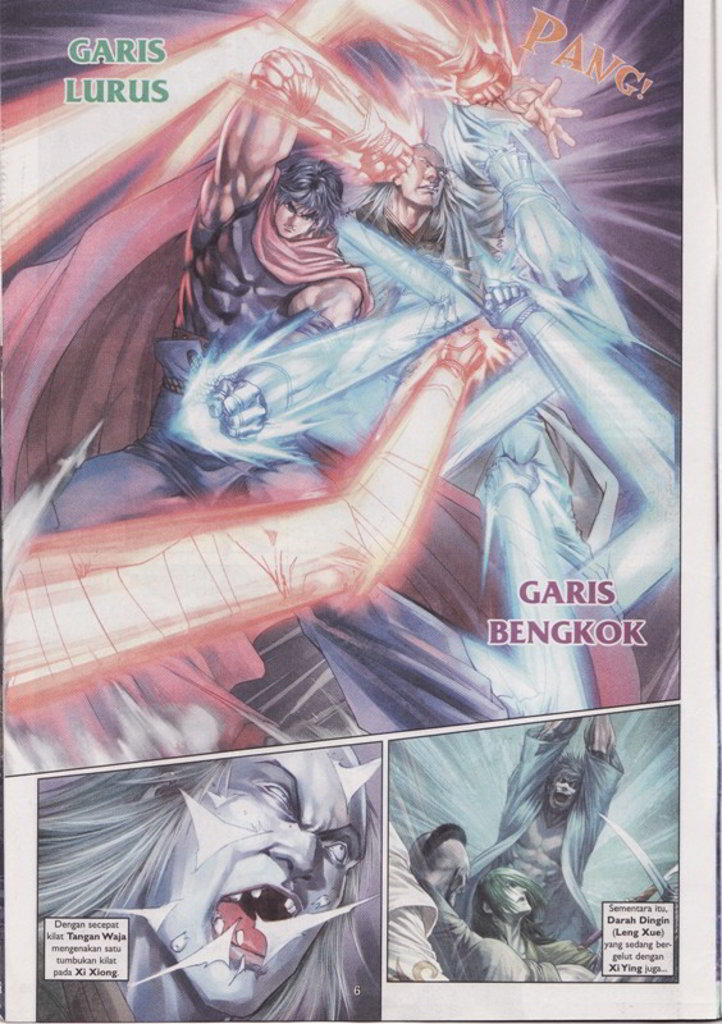 GARIS
LURUS
PANG!
GARIS
BENGKOK
Dengan secepat
kilat Tangan Waja
mengenakan satu
tumbukan kilat
pada Xi Xiong.
Sementara itu,
Darah Dingin
(Leng Xue)
yang sedang ber-
gelut dengan
Xi Ying juga...
6